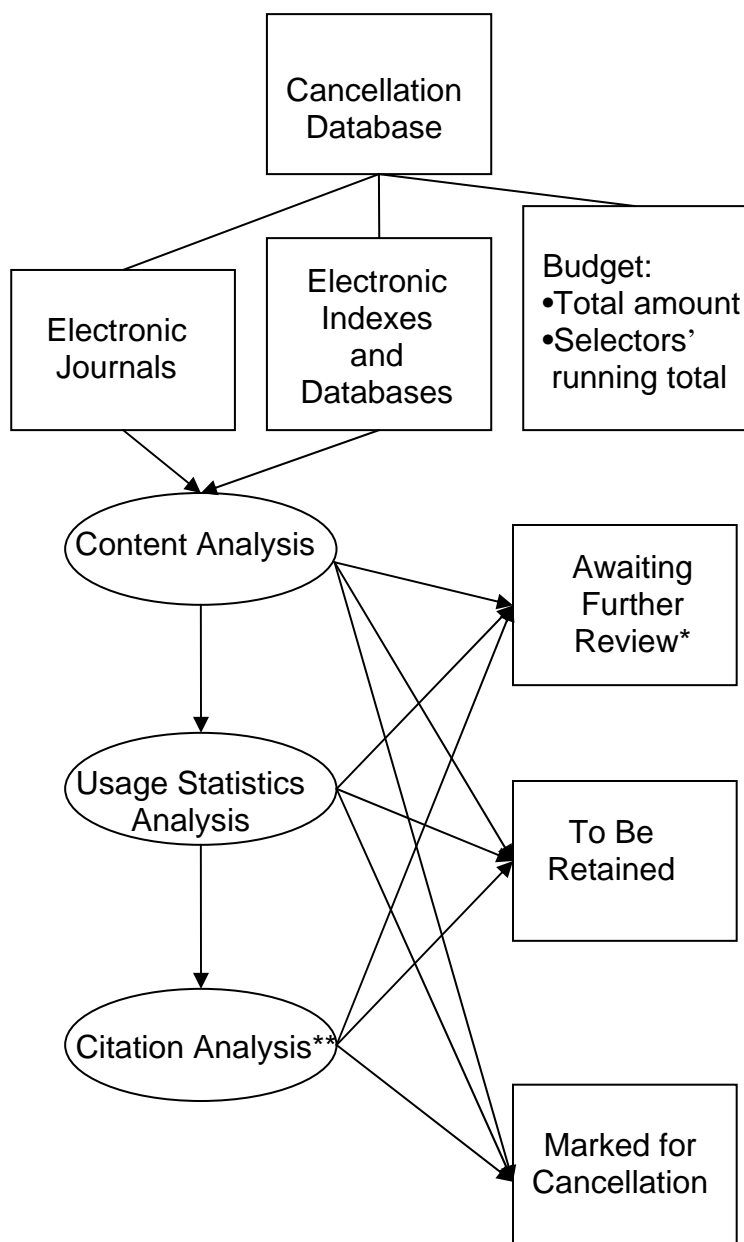 Cancellation
Database
Electronic
Journals
Electronic
Indexes
and
Databases
Budget:
•Total amount
•Selectors’
running total
Content Analysis
Awaiting
Further
Review*
Usage Statistics
Analysis
To Be
Retained
Citation Analysis**
Marked for
Cancellation